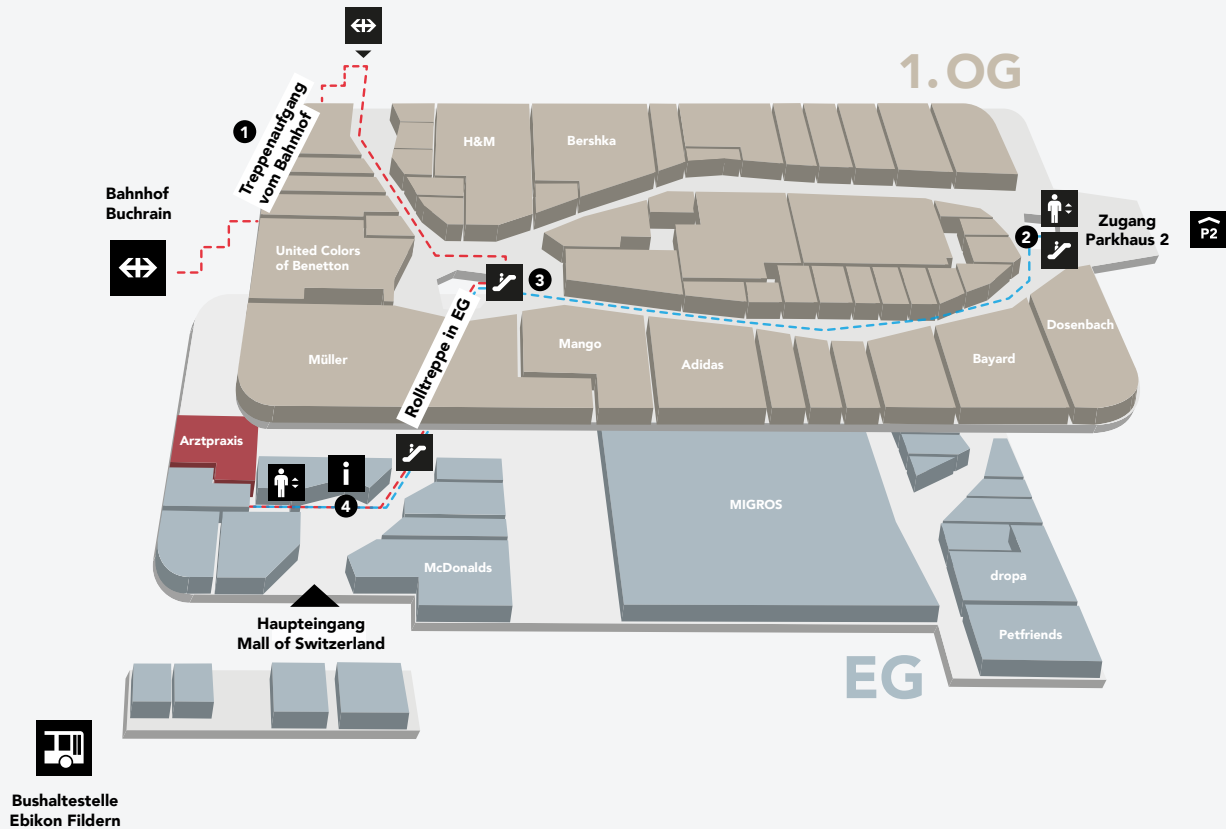 1. OG
1
Treppenaufgang
vom Bahnhof
H&M
Bershka
Bahnhof
Buchrain
United Colors
of Benetton
2
Zugang
Parkhaus 2
P2
3
Rolltreppe in EG
Müller
Mango
Adidas
Bayard
Dosenbach
Arztpraxis
i
4
MIGROS
McDonalds
dropa
Petfriends
Haupteingang
Mall of Switzerland
EG
Bushaltestelle
Ebikon Fildern